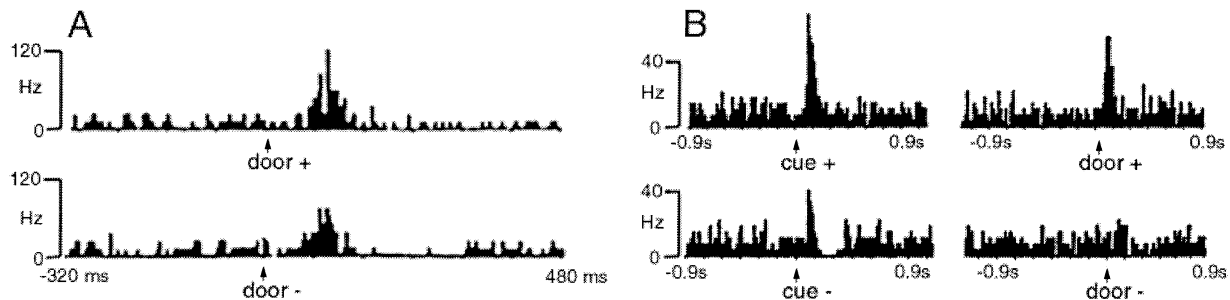 A
120
Hz
0
door +
120
Hz
0
-320 ms
480 ms
door -
B
40
Hz
0
-0.9s
0.9s
cue +
-0.9s
0.9s
door +
40
Hz
0
-0.9s
0.9s
cue -
-0.9s
0.9s
door -